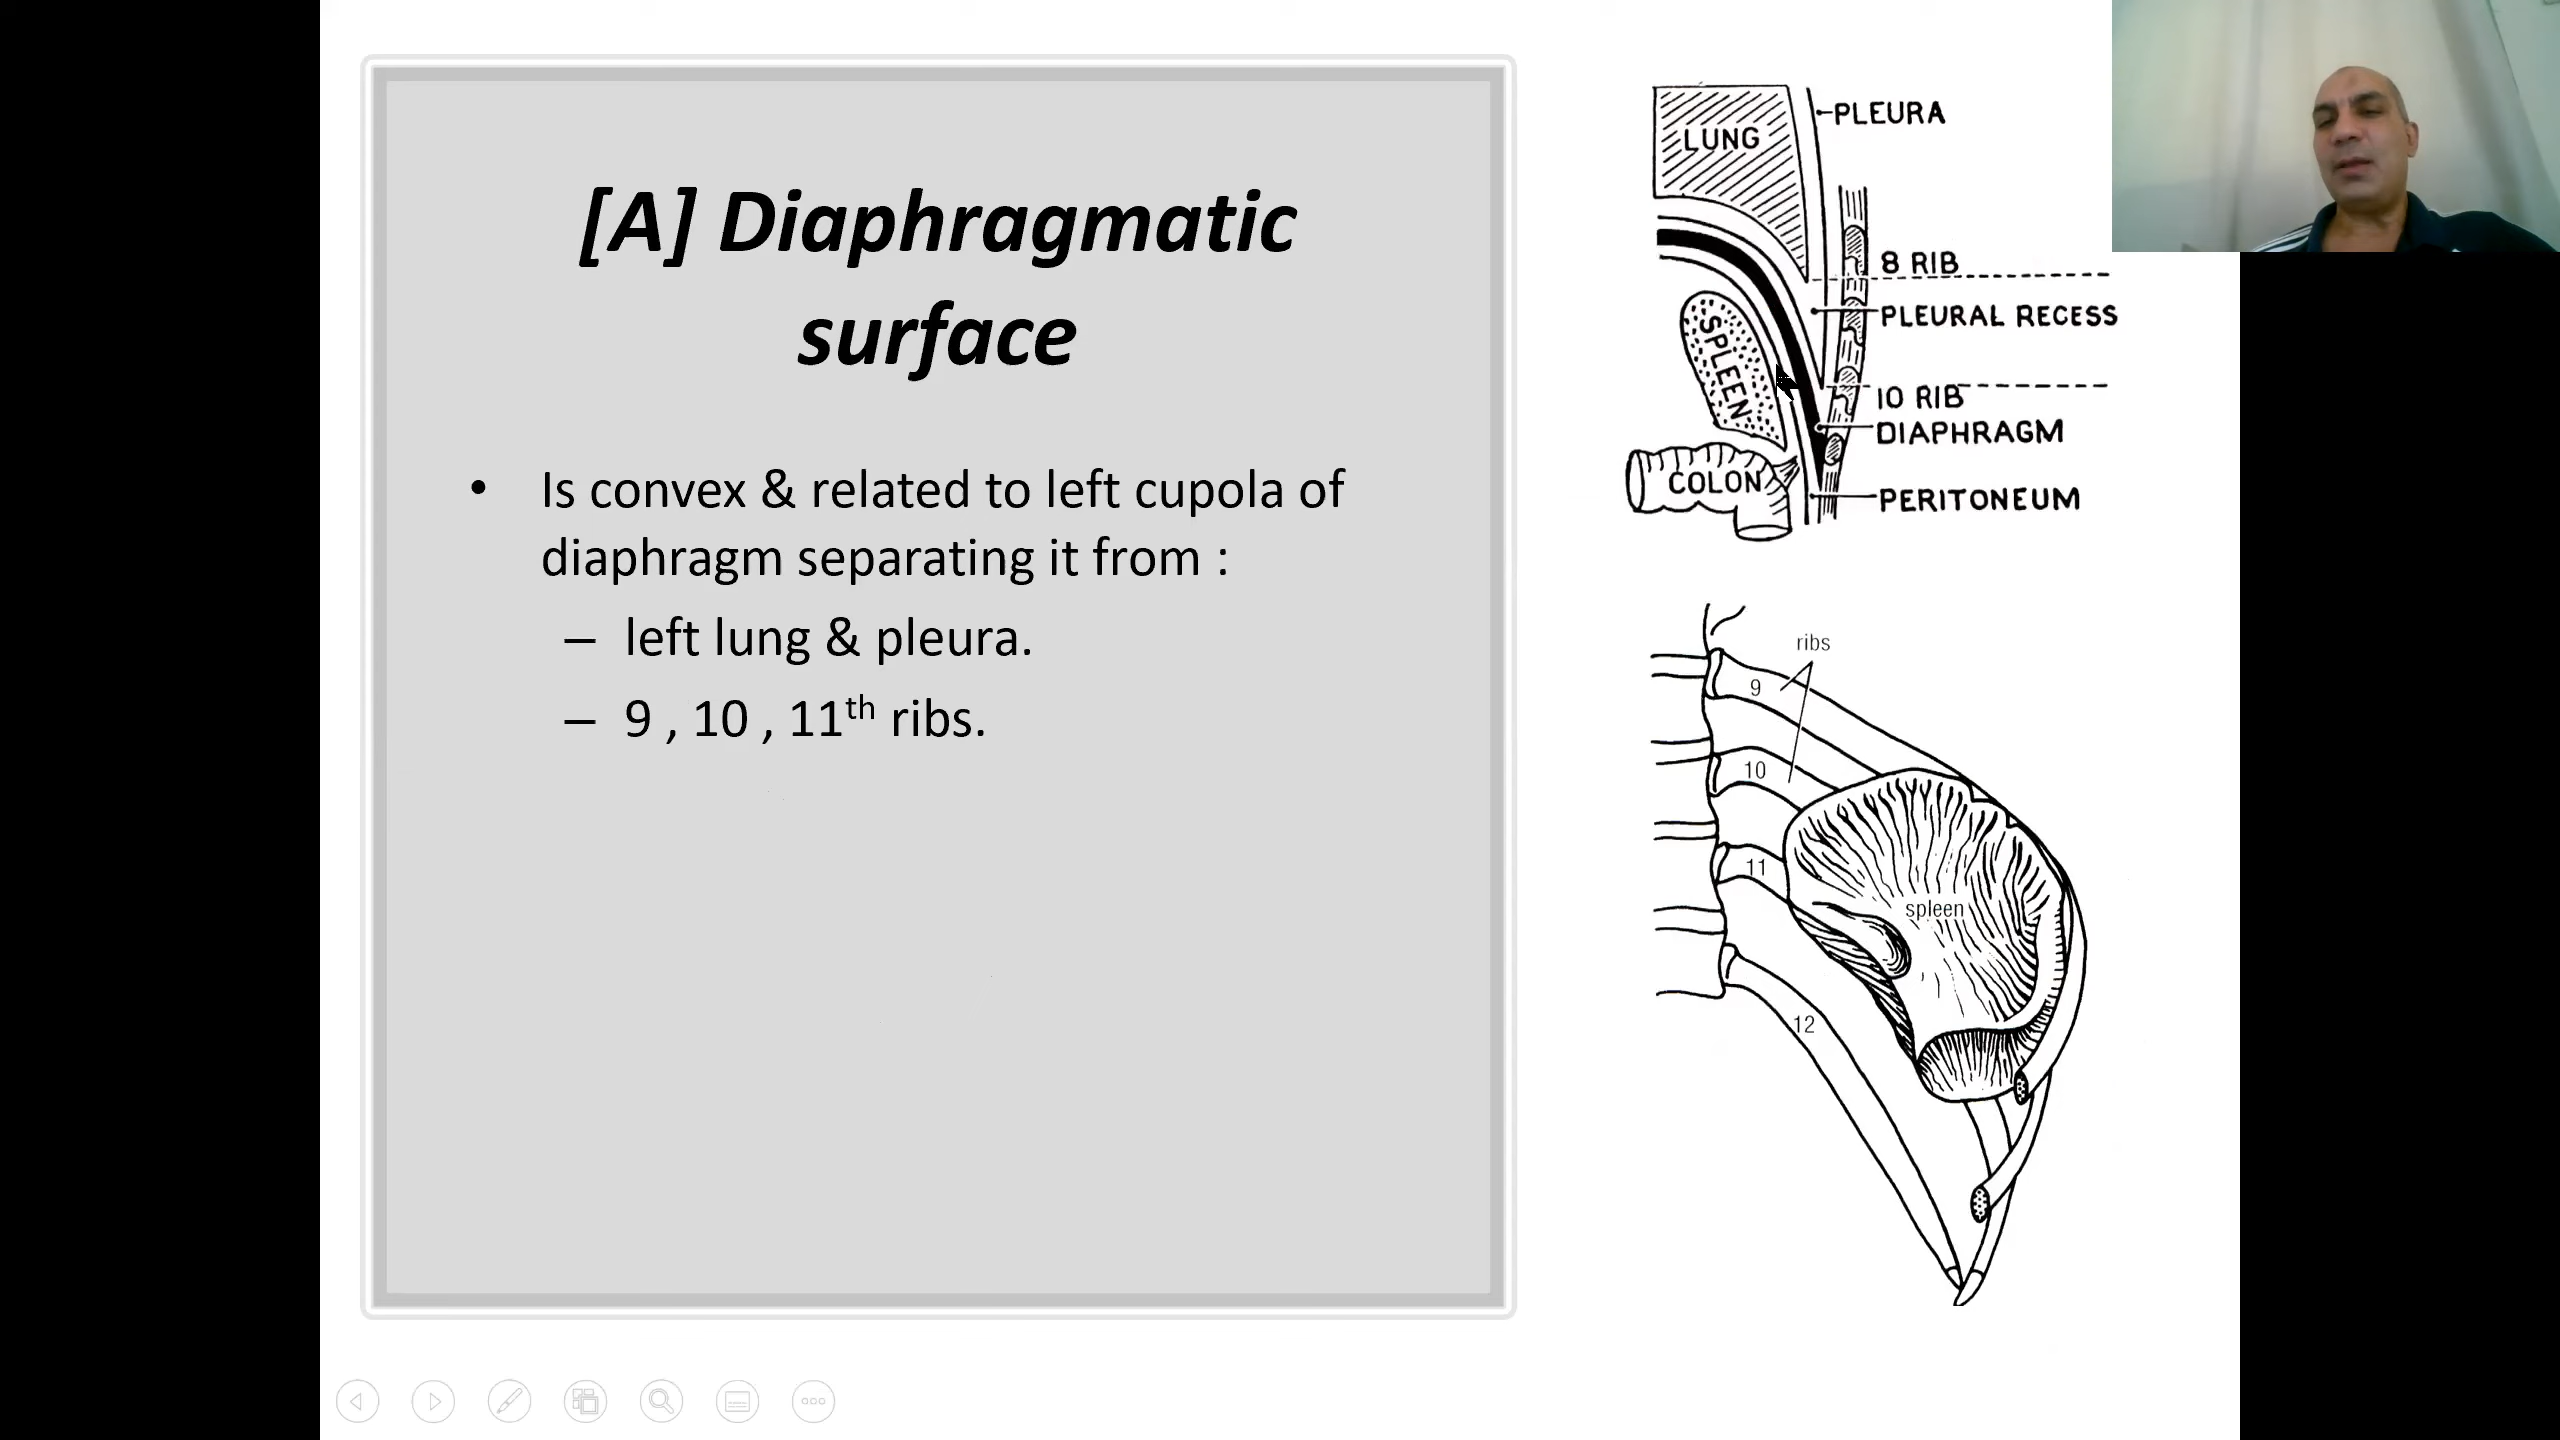 [A] Diaphragmatic
surface
• Is convex & related to left cupola of
diaphragm separating it from :
– left lung & pleura.
– 9 , 10 , 11th ribs.
PLEURA
LUNG
8 RIB
PLEURAL RECESS
SPLEEN
10 RIB
DIAPHRAGM
COLON
PERITONEUM
ribs
9
10
11
spleen
12